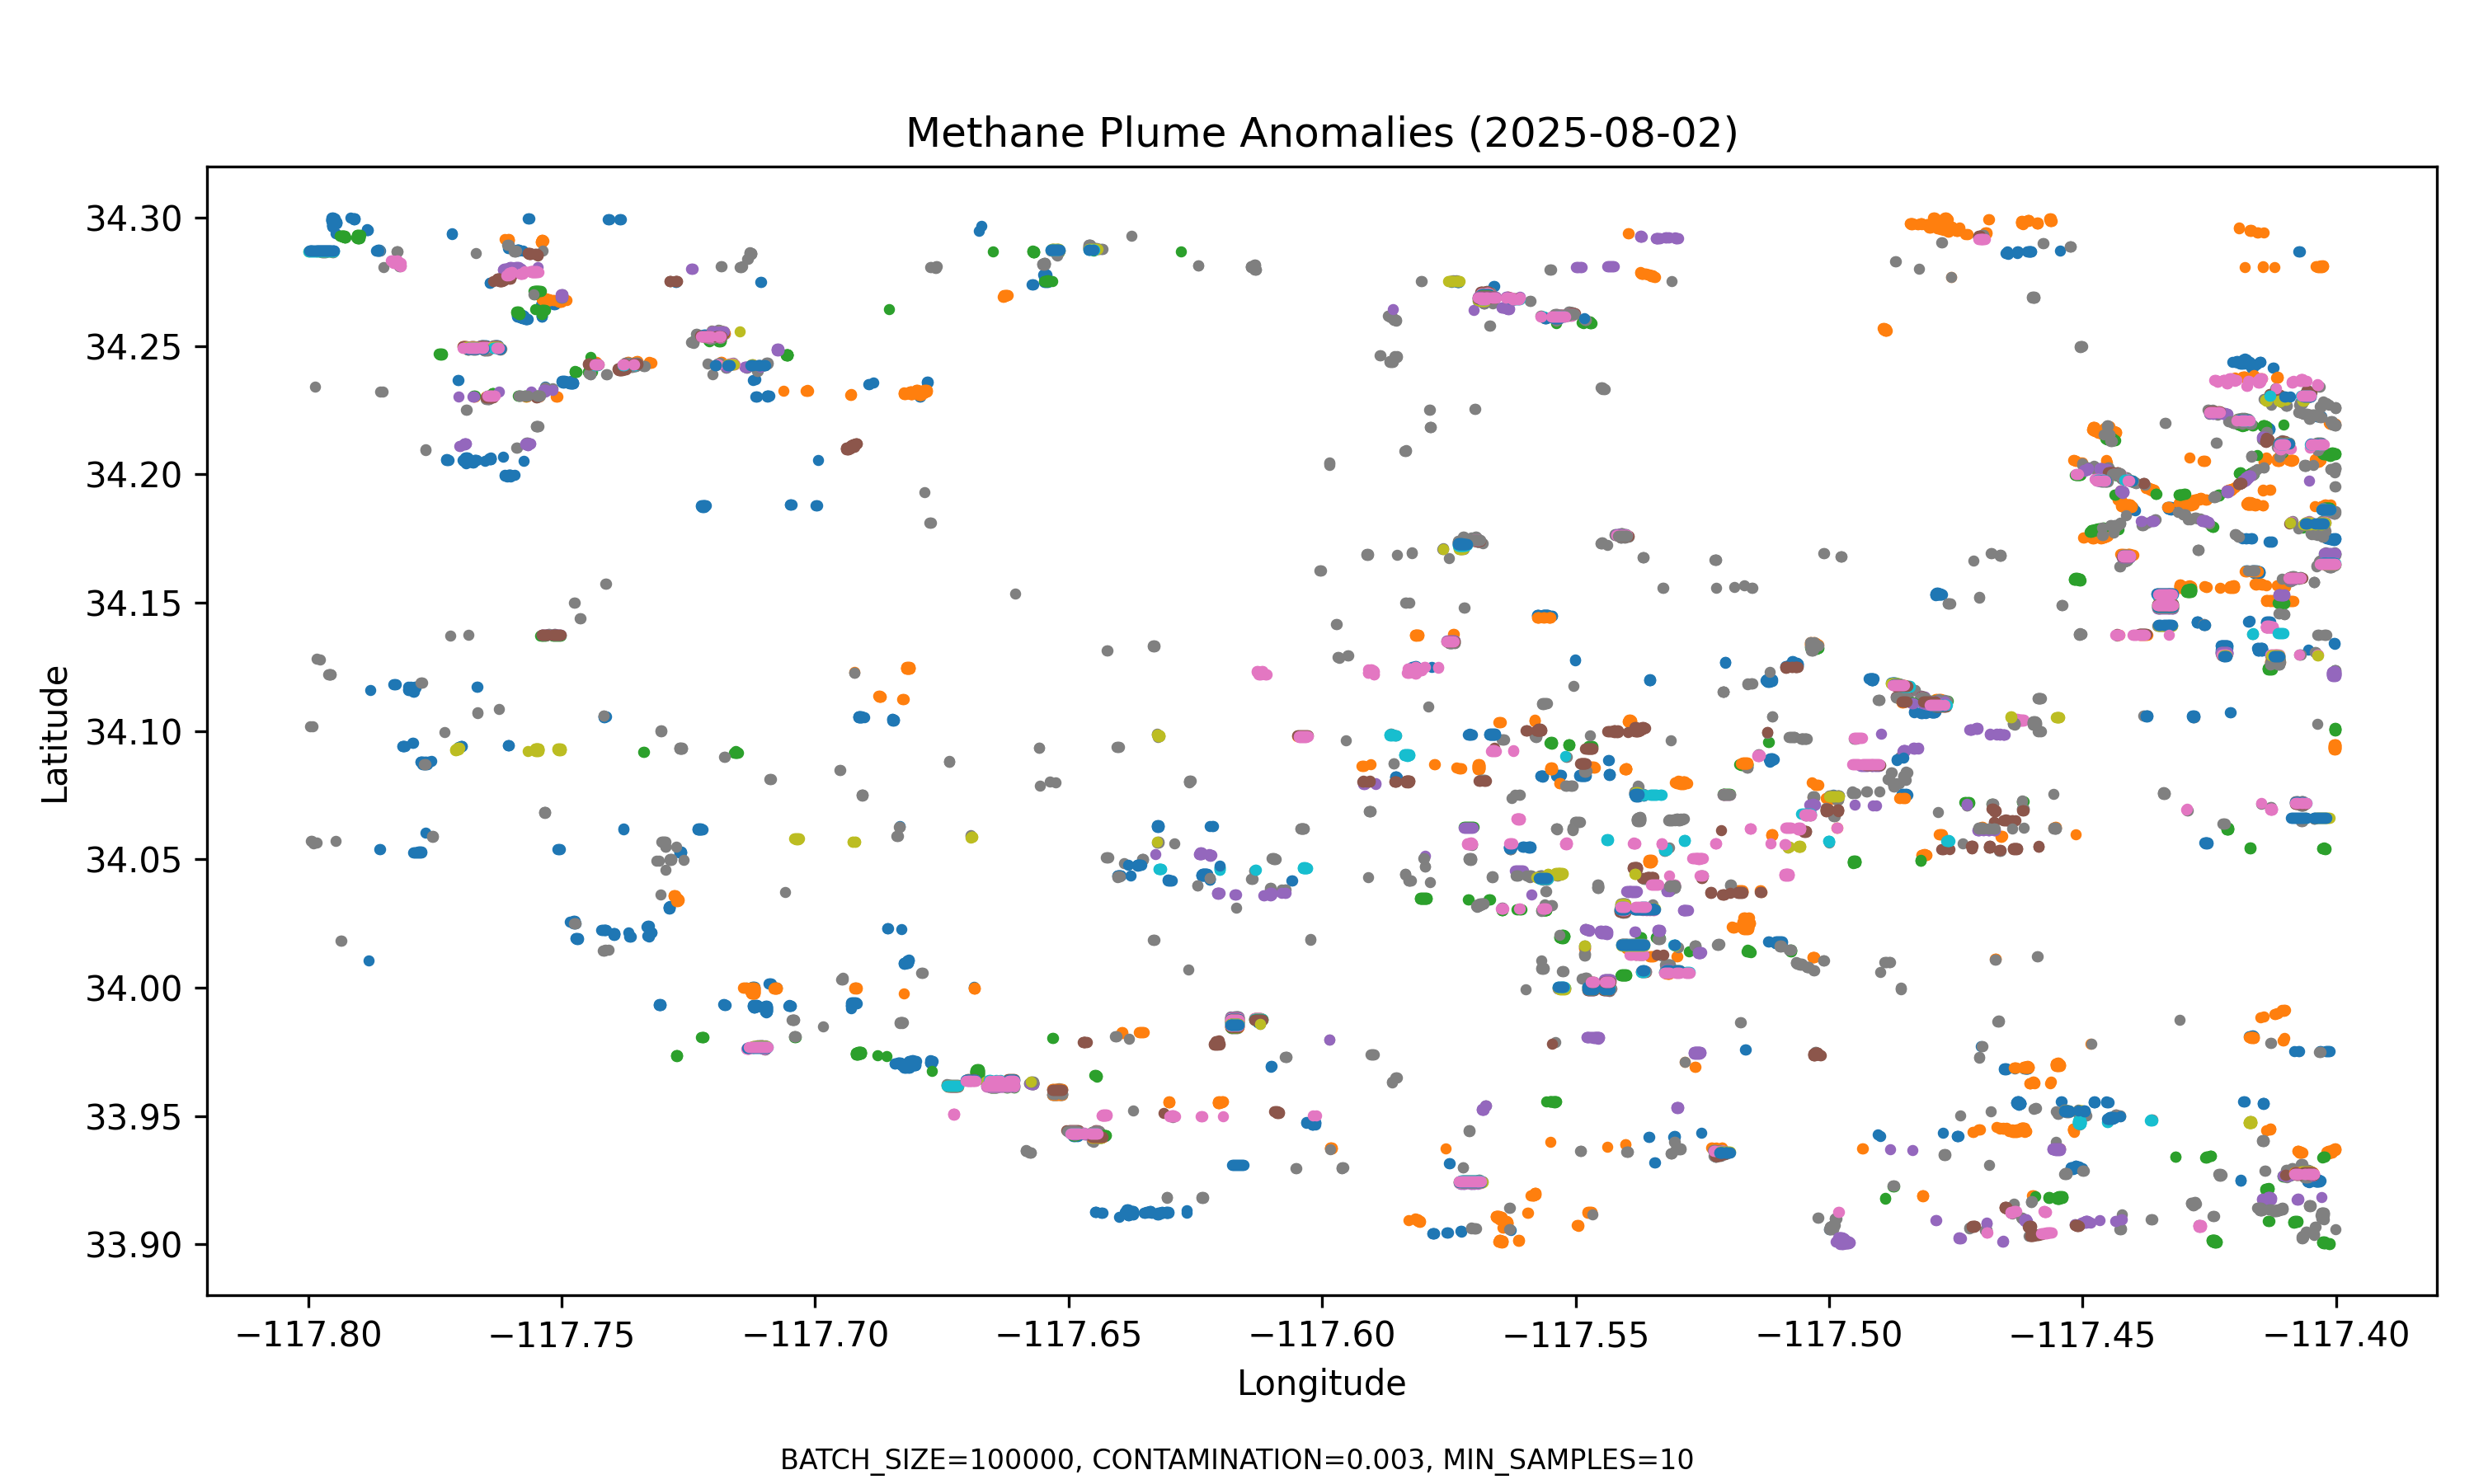 Methane Plume Anomalies (2025-08-02)
34.30
34.25
34.20
34.15
34.10
34.05
34.00
33.95
33.90
Latitude
−117.80 −117.75 −117.70 −117.65 −117.60 −117.55 −117.50 −117.45 −117.40
Longitude
BATCH_SIZE=100000, CONTAMINATION=0.003, MIN_SAMPLES=10